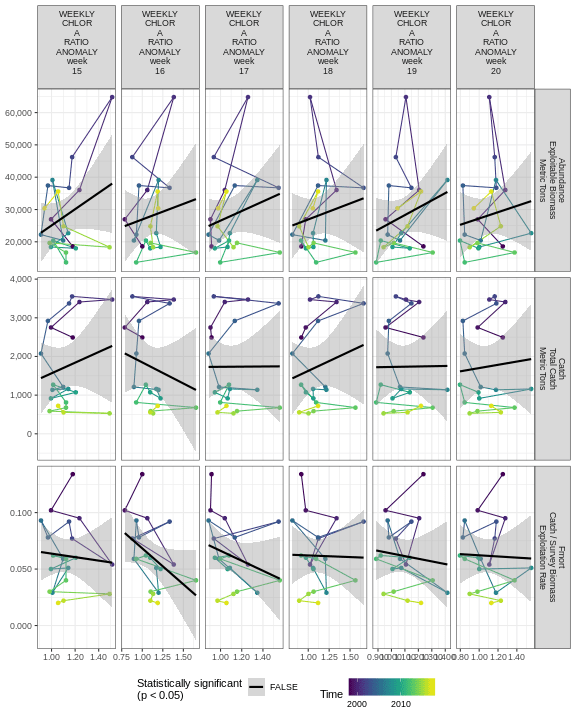 WEEKLY
CHLOR
A
RATIO
ANOMALY
week
15
WEEKLY
CHLOR
A
RATIO
ANOMALY
week
16
WEEKLY
CHLOR
A
RATIO
ANOMALY
week
17
WEEKLY
CHLOR
A
RATIO
ANOMALY
week
18
WEEKLY
CHLOR
A
RATIO
ANOMALY
week
19
WEEKLY
CHLOR
A
RATIO
ANOMALY
week
20
60,000
50,000
40,000
30,000
20,000
Abundance
Exploitable Biomass
Metric Tons
4,000
3,000
2,000
1,000
0
Catch
Total Catch
Metric Tons
0.100
0.050
0.000
Fmort
Catch / Survey Biomass
Exploitation Rate
1.00 1.20 1.40
0.75 1.00 1.25 1.50
1.00 1.20 1.40
1.00 1.20 1.40 1.60
0.80 1.00 1.20 1.40
Statistically significant
(p < 0.05)
FALSE
Time
2000 2010